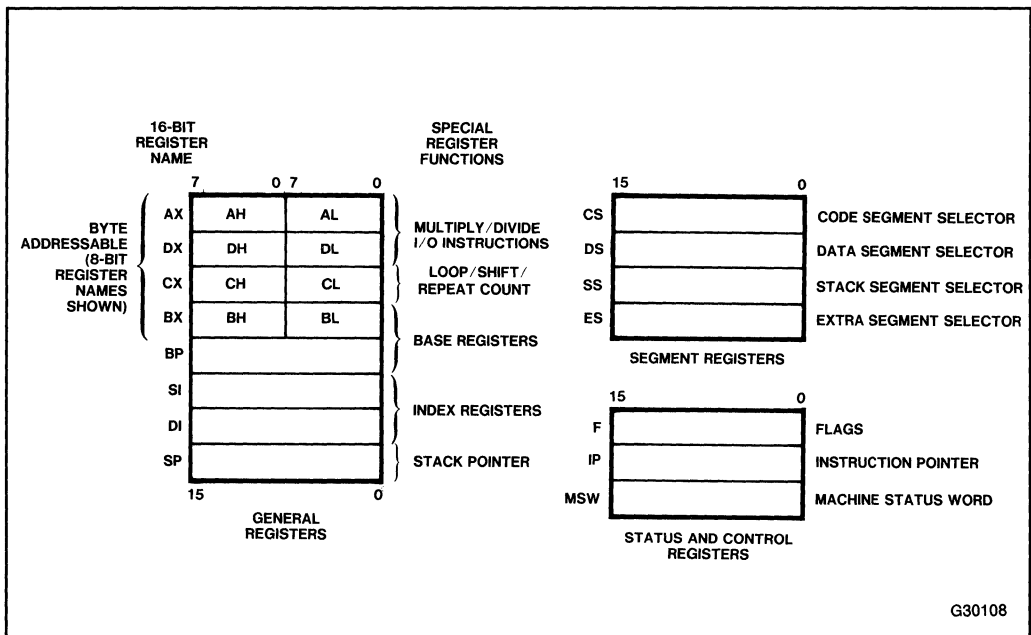 16-BIT
REGISTER
NAME
SPECIAL
REGISTER
FUNCTIONS
7 0 7 0
BYTE
ADDRESSABLE
(8-BIT
REGISTER
NAMES
SHOWN)
AX AH AL
DX DH DL
CX CH CL
BX BH BL
BP
SI
DI
SP
15 0
MULTIPLY/DIVIDE
I/O INSTRUCTIONS
LOOP/SHIFT/
REPEAT COUNT
BASE REGISTERS
INDEX REGISTERS
STACK POINTER
GENERAL
REGISTERS
15 0
CS CODE SEGMENT SELECTOR
DS DATA SEGMENT SELECTOR
SS STACK SEGMENT SELECTOR
ES EXTRA SEGMENT SELECTOR
SEGMENT REGISTERS
15 0
F FLAGS
IP INSTRUCTION POINTER
MSW MACHINE STATUS WORD
STATUS AND CONTROL
REGISTERS
G30108